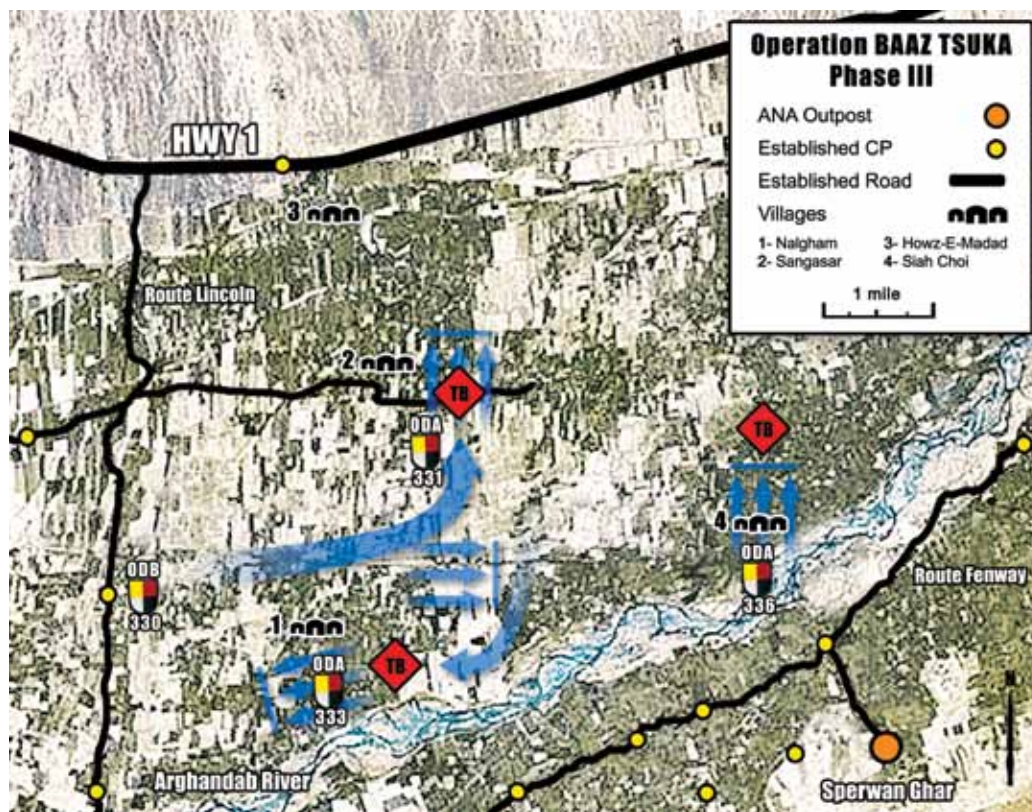 Operation BAAZ TSUKA
Phase III
ANA Outpost
Established CP
Established Road
Villages
1- Nalgham 3- Howz-E-Madad
2- Sangasar 4- Siah Choi
1 mile
HWY 1
3
Route Lincoln
2
TB
ODA
331
TB
4
ODA
336
Route Fenway
ODB
330
1
ODA
333
TB
N
Arghandab River
Sperwan Ghar